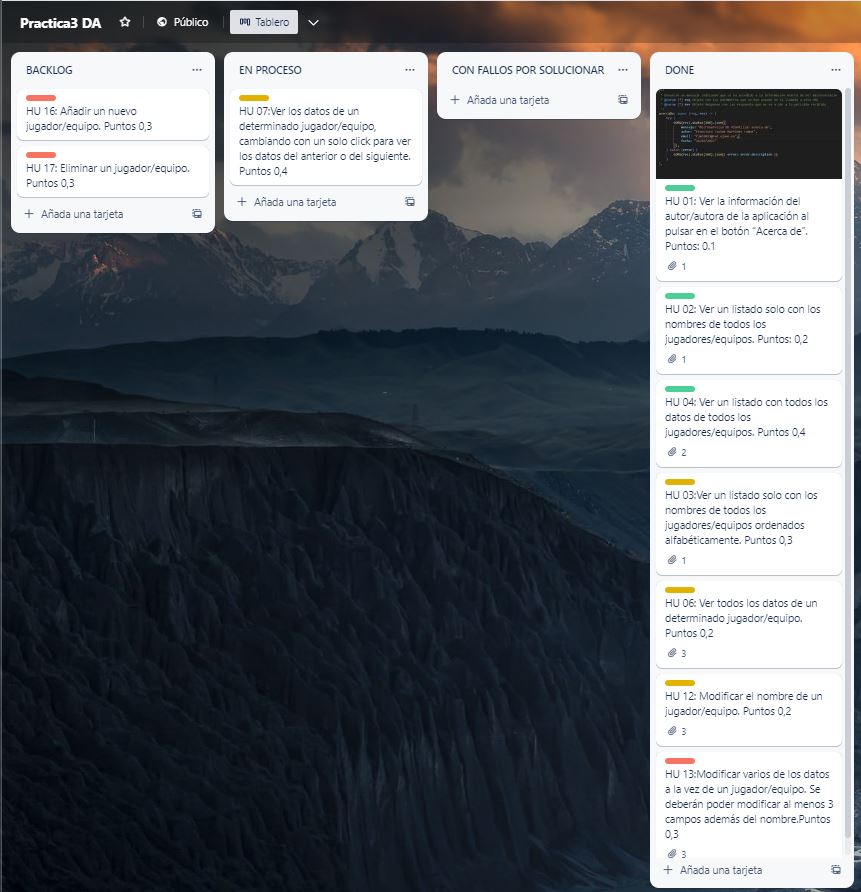 Practica3 DA
Público
Tablero
BACKLOG
HU 16: Añadir un nuevo
jugador/equipo. Puntos 0,3
HU 17: Eliminar un jugador/equipo.
Puntos 0,3
Añada una tarjeta
EN PROCESO
HU 07:Ver los datos de un
determinado jugador/equipo,
cambiando con un solo click para ver
los datos del anterior o del siguiente.
Puntos 0,4
Añada una tarjeta
CON FALLOS POR SOLUCIONAR
Añada una tarjeta
DONE
HU 01: Ver la información del
autor/autora de la aplicación al
pulsar en el botón “Acerca de”.
Puntos: 0.1
1
HU 02: Ver un listado solo con los
nombres de todos los
jugadores/equipos. Puntos: 0,2
1
HU 04: Ver un listado con todos los
datos de todos los
jugadores/equipos. Puntos 0,4
2
HU 03:Ver un listado solo con los
nombres de todos los
jugadores/equipos ordenados
alfabéticamente. Puntos 0,3
1
HU 06: Ver todos los datos de un
determinado jugador/equipo.
Puntos 0,2
3
HU 12: Modificar el nombre de un
jugador/equipo. Puntos 0,2
3
HU 13:Modificar varios de los datos
a la vez de un jugador/equipo. Se
deberán poder modificar al menos 3
campos además del nombre.Puntos
0,3
3
Añada una tarjeta